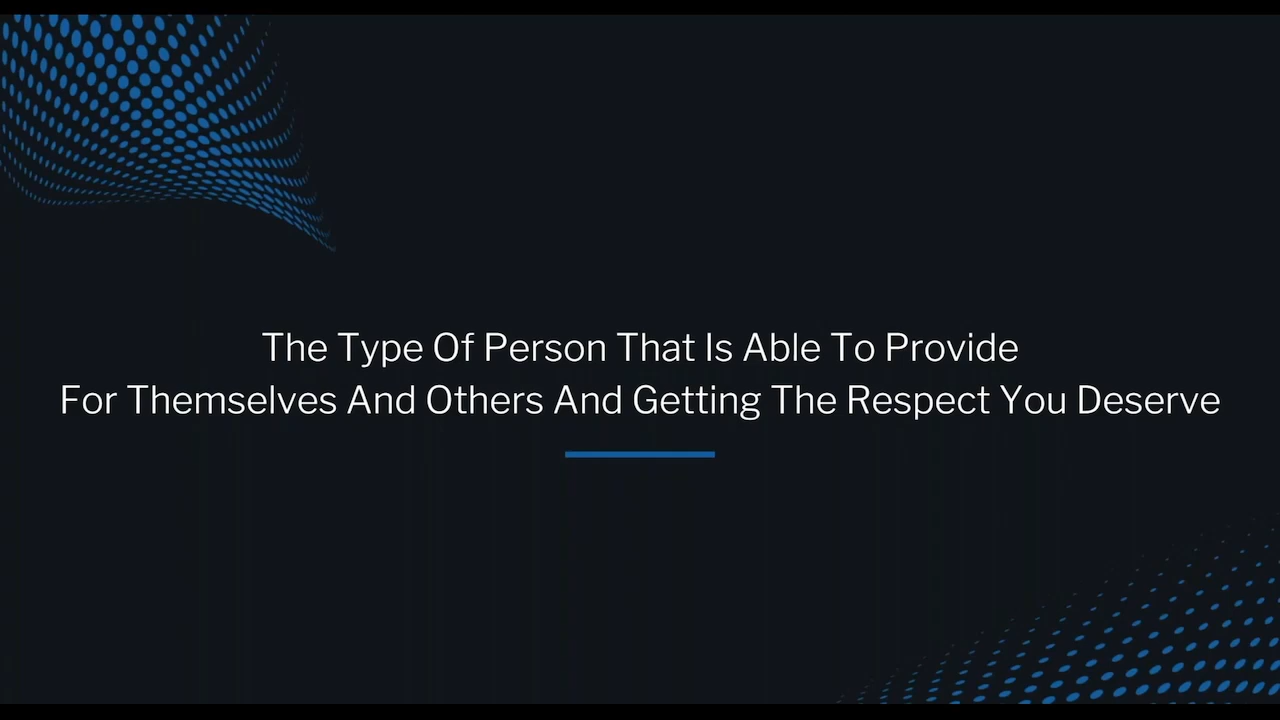 The Type Of Person That Is Able To Provide
For Themselves And Others And Getting The Respect You Deserve